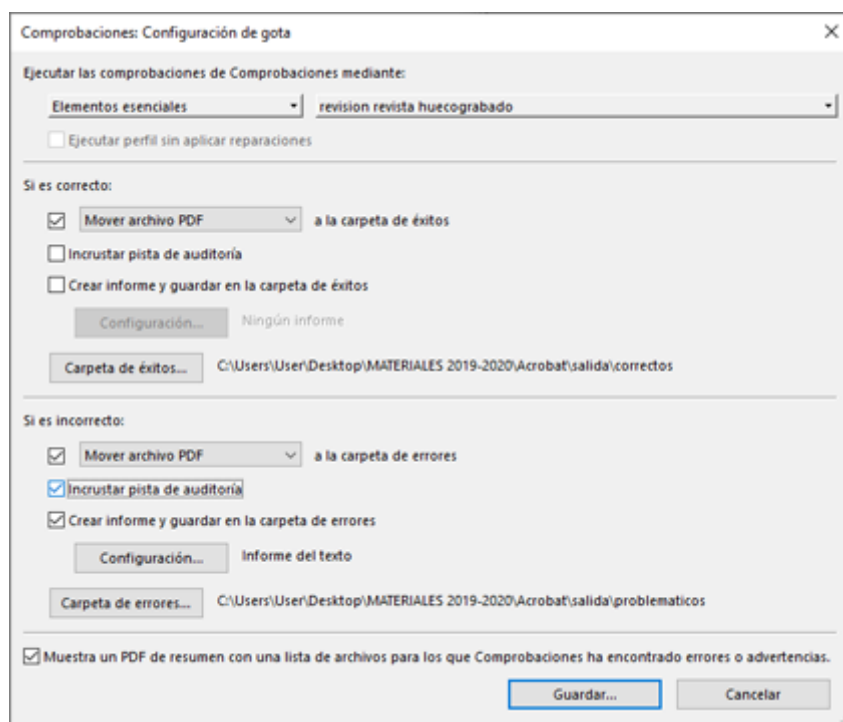 Comprobaciones: Configuración de gota
Ejecutar las comprobaciones de Comprobaciones mediante:
Elementos esenciales revision revista huecograbado
Ejecutar perfil sin aplicar reparaciones
Si es correcto:
Mover archivo PDF a la carpeta de éxitos
Incrustar pista de auditoría
Crear informe y guardar en la carpeta de éxitos
Configuración... Ningún informe
Carpeta de éxitos... C:\Users\User\Desktop\MATERIALES 2019-2020\Acrobat\salida\correctos
Si es incorrecto:
Mover archivo PDF a la carpeta de errores
Incrustar pista de auditoría
Crear informe y guardar en la carpeta de errores
Configuración... Informe del texto
Carpeta de errores... C:\Users\User\Desktop\MATERIALES 2019-2020\Acrobat\salida\problematicos
Muestra un PDF de resumen con una lista de archivos para los que Comprobaciones ha encontrado errores o advertencias.
Guardar... Cancelar